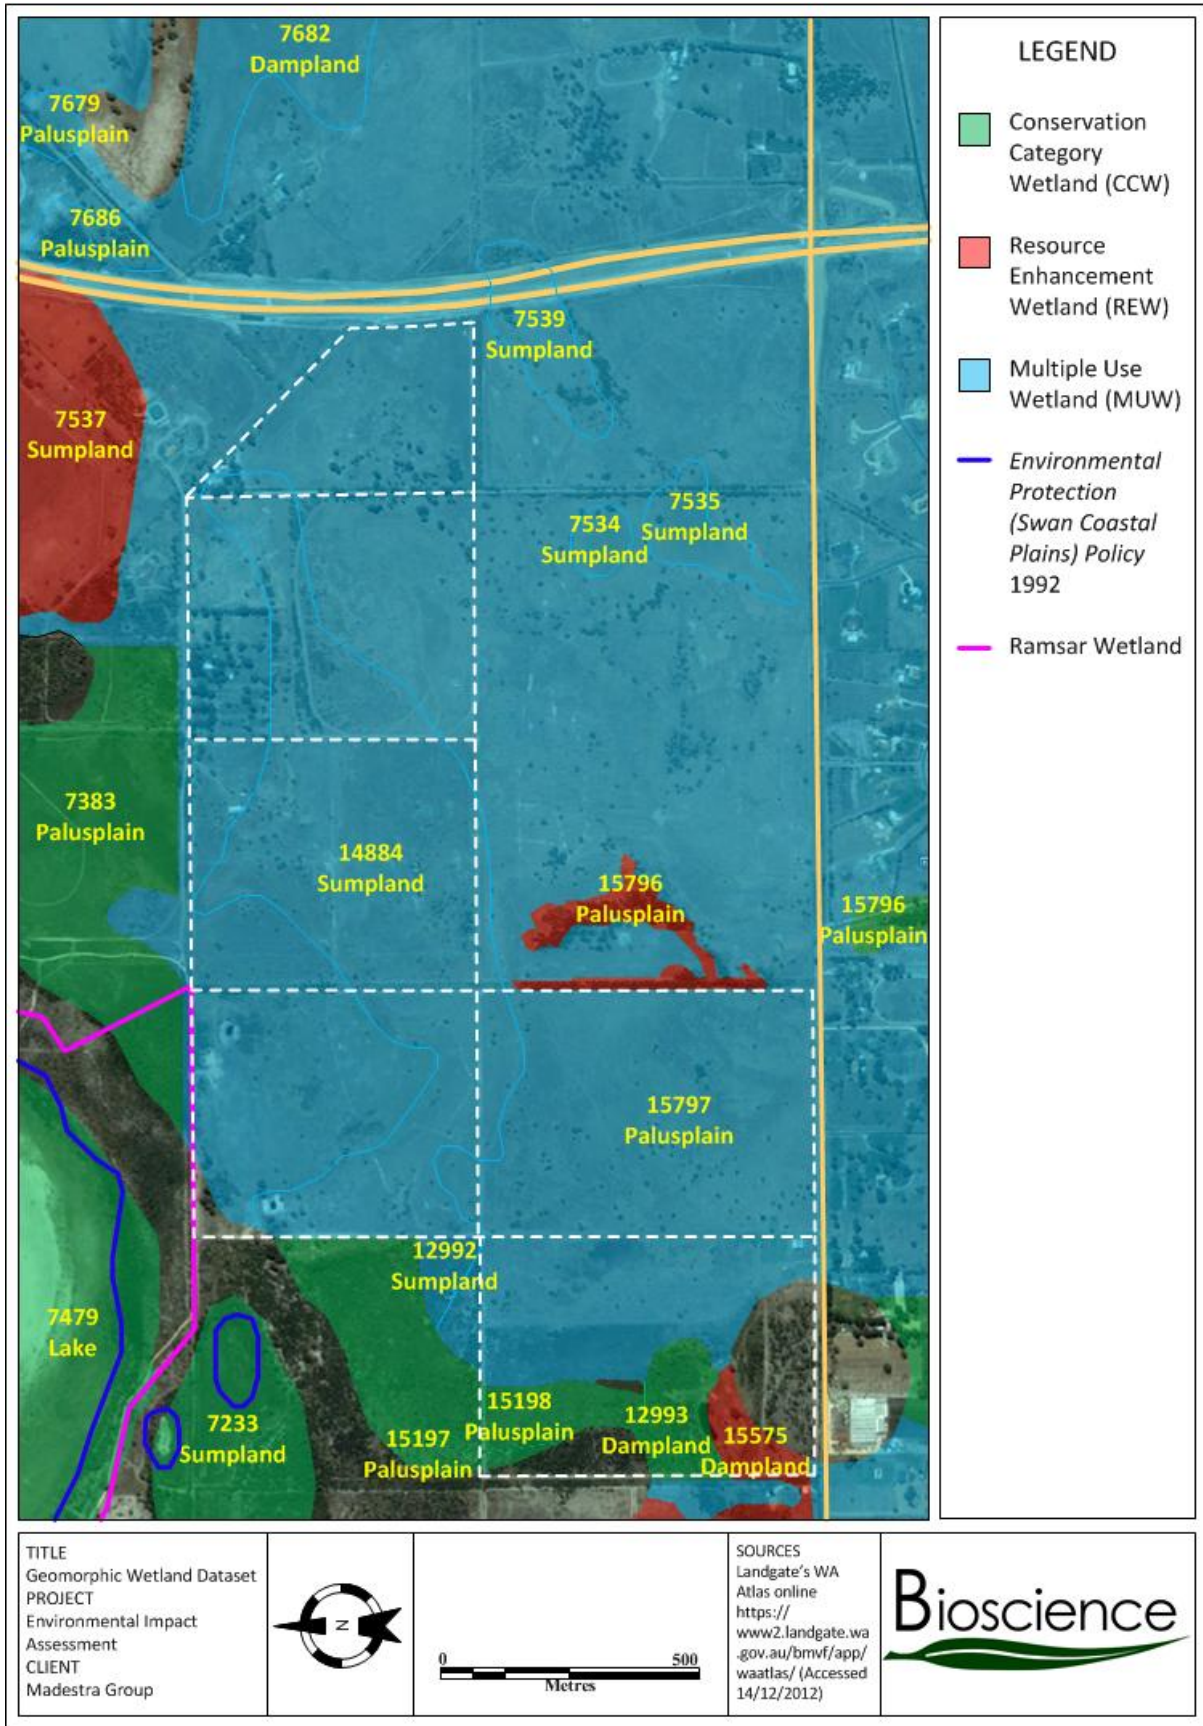 7682
Dampland
7679
Palusplain
7686
Palusplain
7539
Sumpland
7537
Sumpland
7535
Sumpland
7534
Sumpland
7383
Palusplain
14884
Sumpland
15796
Palusplain
15796
Palusplain
15797
Palusplain
12992
Sumpland
7479
Lake
7233
Sumpland
15197
Palusplain
15198
Palusplain
12993
Dampland
15575
Dampland
LEGEND
Conservation
Category
Wetland (CCW)
Resource
Enhancement
Wetland (REW)
Multiple Use
Wetland (MUW)
Environmental
Protection
(Swan Coastal
Plains) Policy
1992
Ramsar Wetland
TITLE
Geomorphic Wetland Dataset
PROJECT
Environmental Impact
Assessment
CLIENT
Madestra Group
N
0 500
Metres
SOURCES
Landgate's WA
Atlas online
https://
www2.landgate.wa
.gov.au/bmvf/app/
waatlas/ (Accessed
14/12/2012)
Bioscience